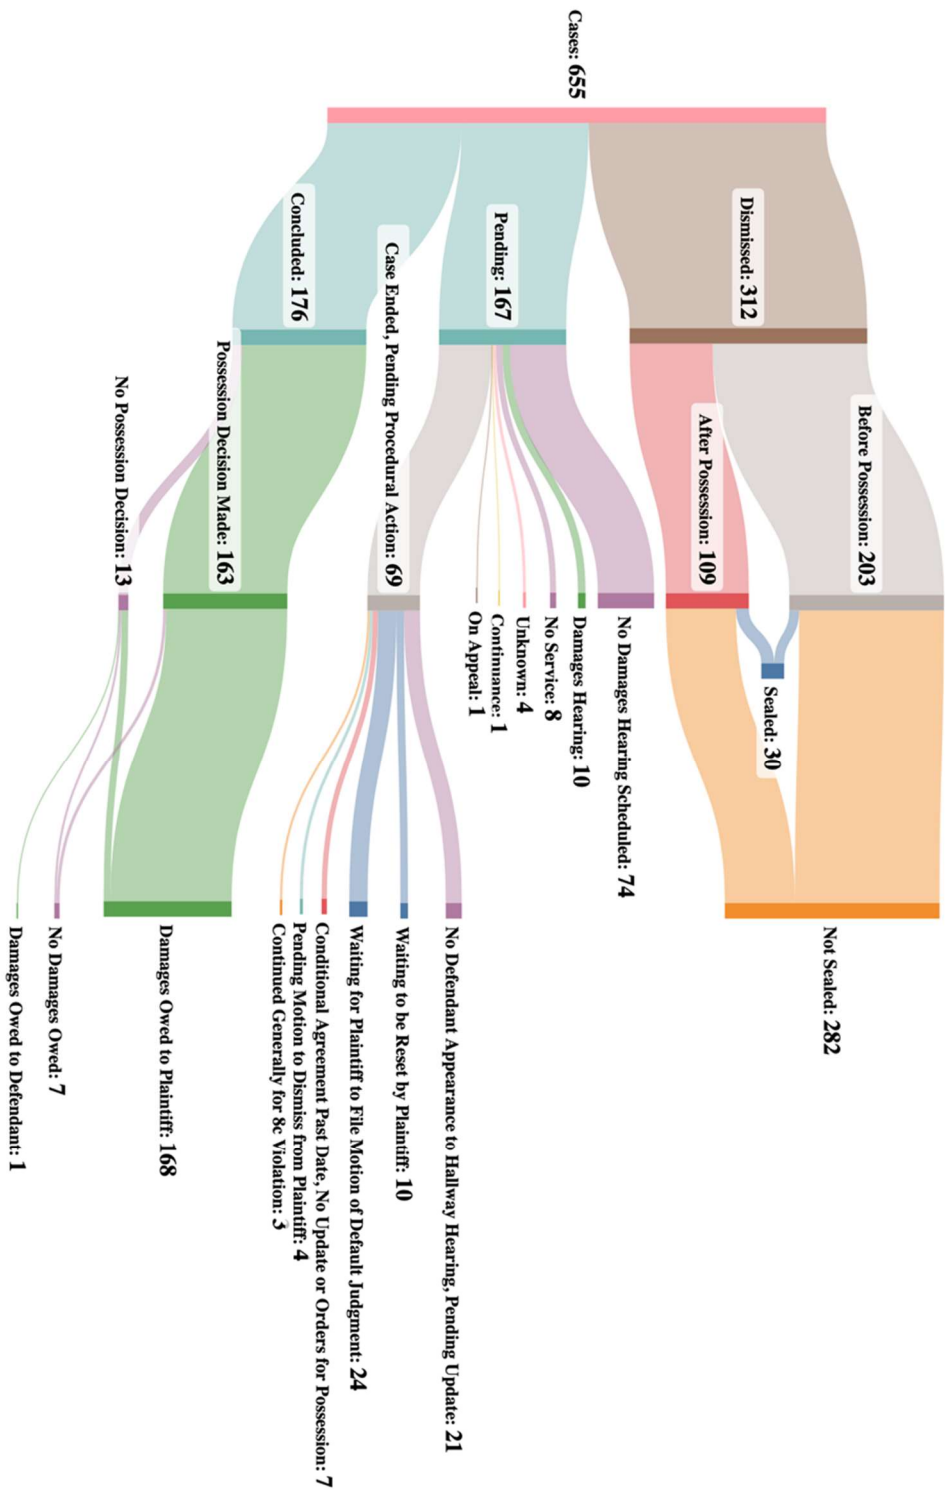 Cases: 655
Dismissed: 312
Pending: 167
Concluded: 176
Before Possession: 203
After Possession: 109
Sealed: 30
No Damages Hearing Scheduled: 74
Damages Hearing: 10
No Service: 8
Unknown: 4
Continuance: 1
On Appeal: 1
Case Ended, Pending Procedural Action: 69
Possession Decision Made: 163
No Possession Decision: 13
Not Sealed: 282
No Defendant Appearance to Hallway Hearing, Pending Update: 21
Waiting to be Reset by Plaintiff: 10
Waiting for Plaintiff to File Motion of Default Judgment: 24
Conditional Agreement Past Date, No Update or Orders for Possession: 7
Pending Motion to Dismiss from Plaintiff: 4
Continued Generally for 8c Violation: 3
Damages Owed to Plaintiff: 168
No Damages Owed: 7
Damages Owed to Defendant: 1